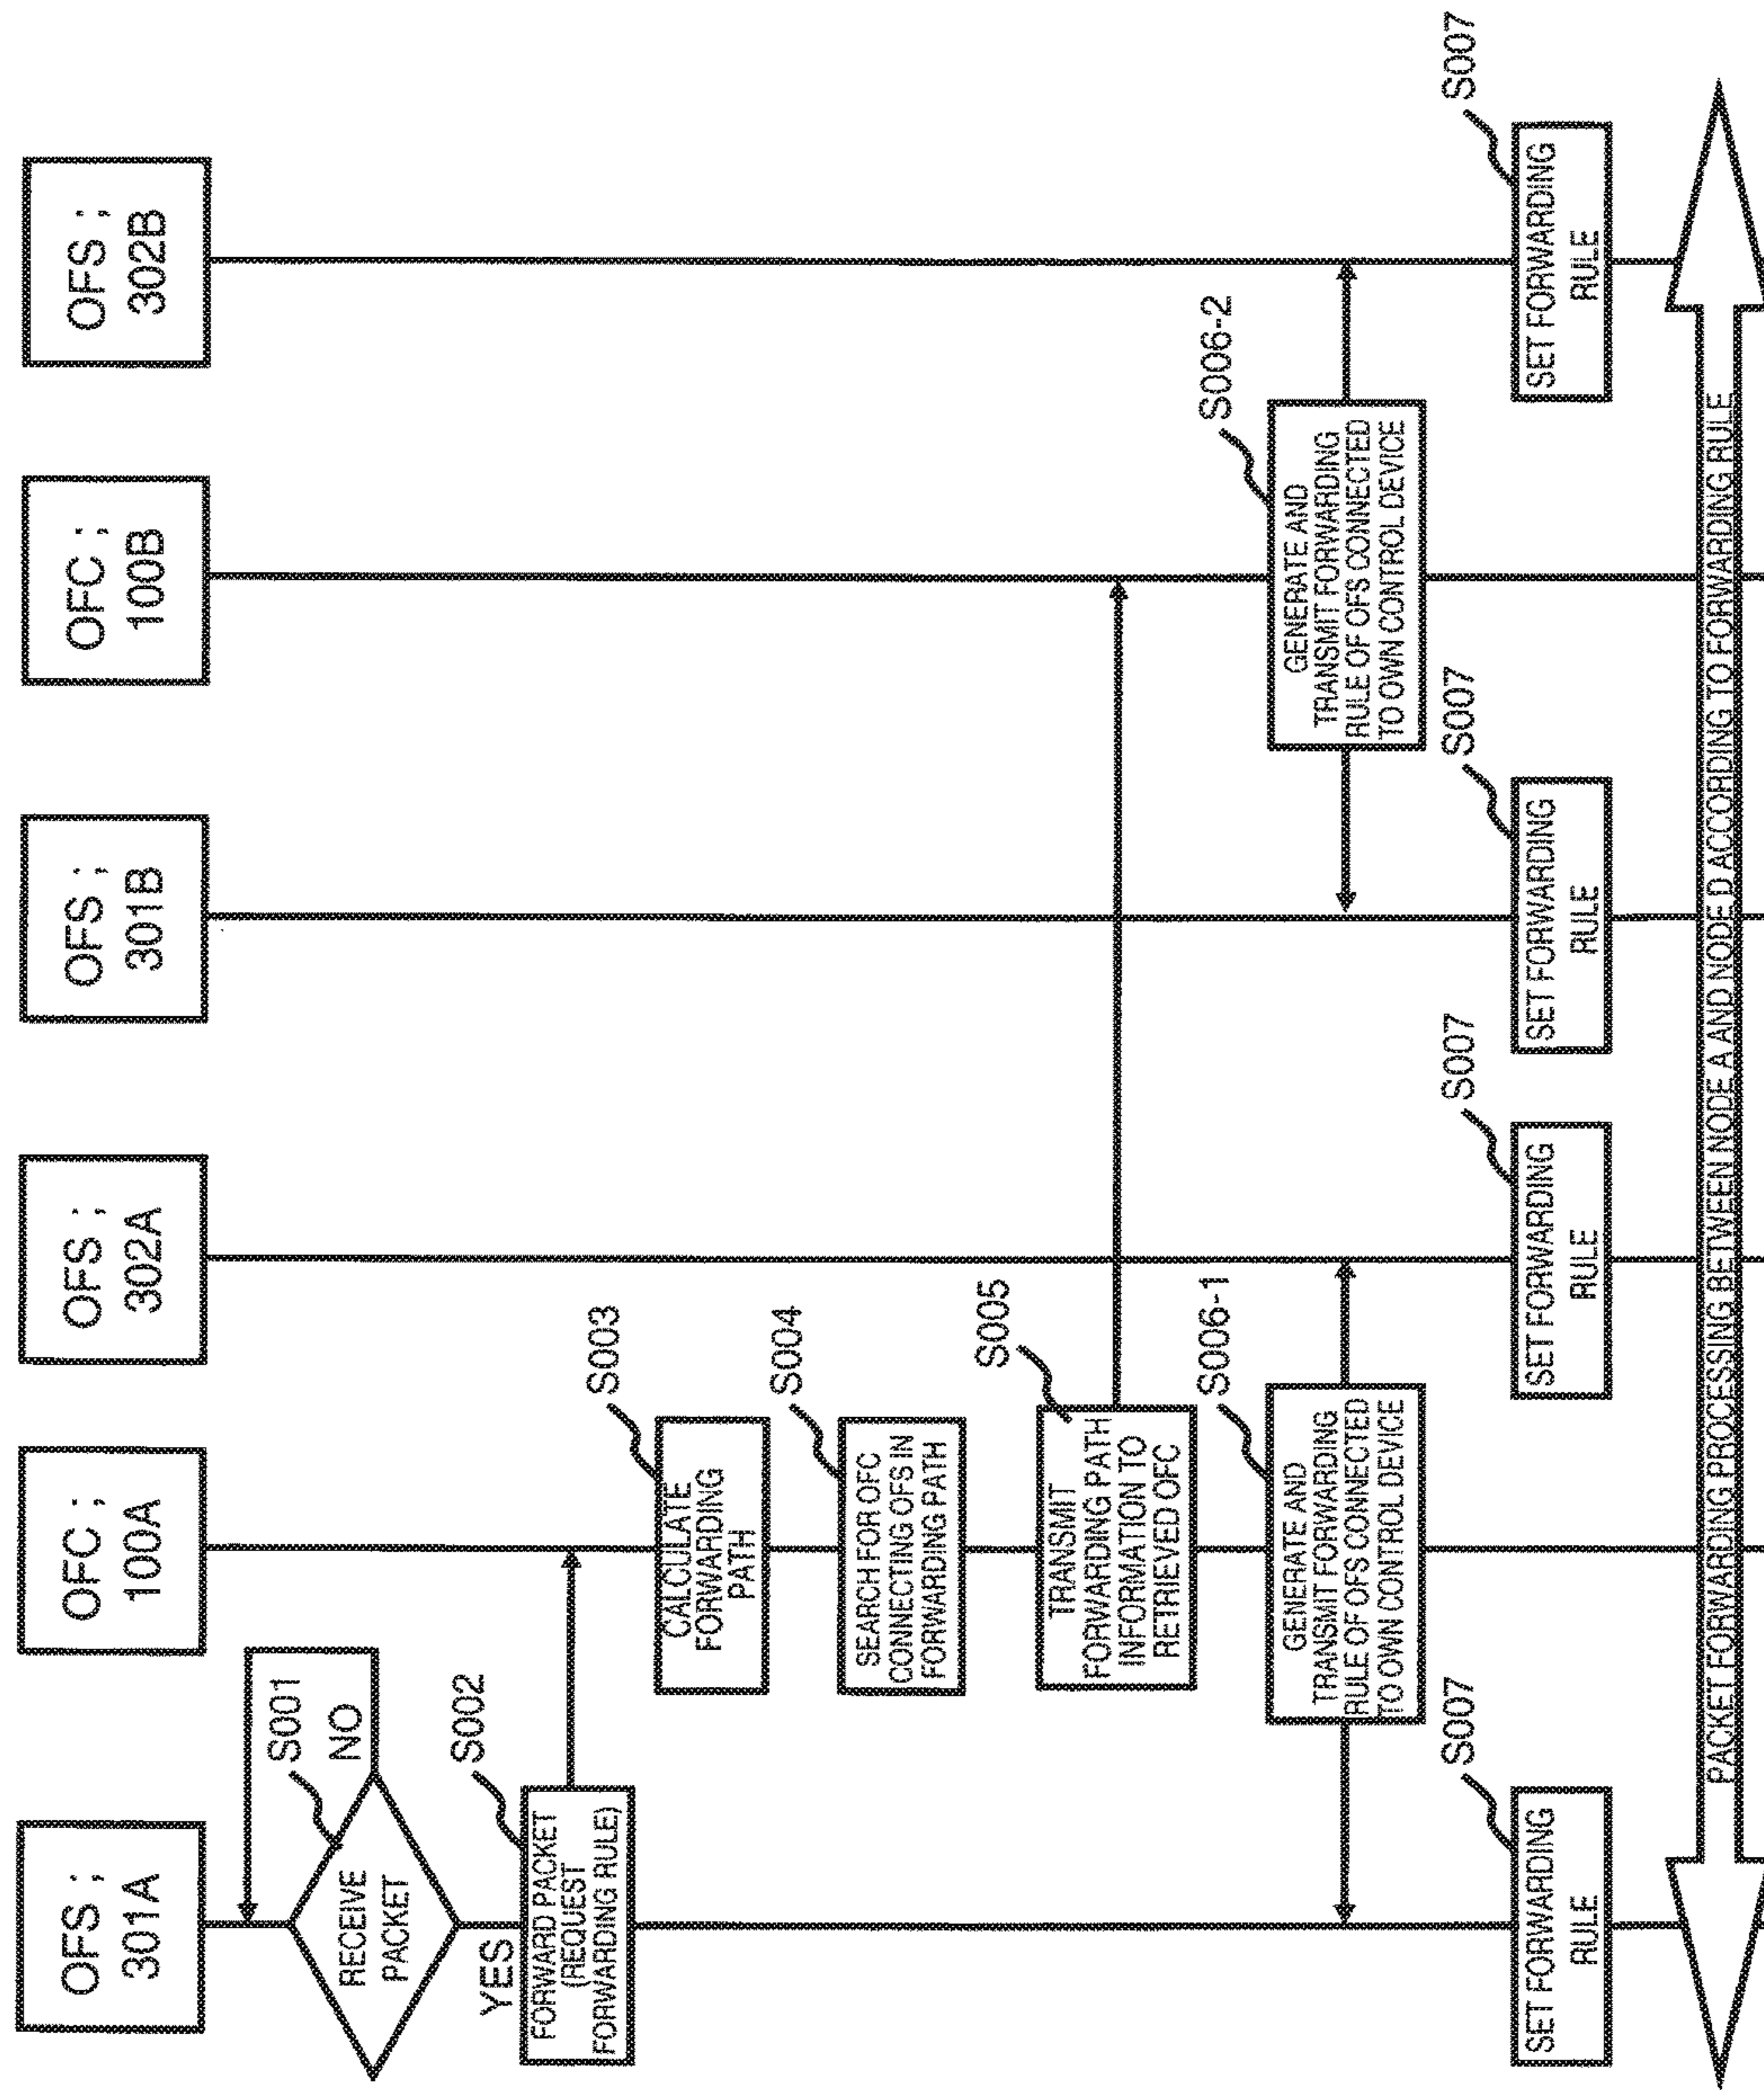 OFS ;
301A
OFC ;
100A
OFS ;
302A
OFS ;
301B
OFC ;
100B
OFS ;
302B
S001
NO
RECEIVE
PACKET
YES
S002
FORWARD PACKET
(REQUEST
FORWARDING RULE)
S003
CALCULATE
FORWARDING
PATH
S004
SEARCH FOR OFC
CONNECTING OFS IN
FORWARDING PATH
S005
TRANSMIT
FORWARDING PATH
INFORMATION TO
RETRIEVED OFC
S006-1
GENERATE AND
TRANSMIT FORWARDING
RULE OF OFS CONNECTED
TO OWN CONTROL DEVICE
S006-2
GENERATE AND
TRANSMIT FORWARDING
RULE OF OFS CONNECTED
TO OWN CONTROL DEVICE
S007
SET FORWARDING
RULE
S007
SET FORWARDING
RULE
S007
SET FORWARDING
RULE
S007
SET FORWARDING
RULE
PACKET FORWARDING PROCESSING BETWEEN NODE A AND NODE D ACCORDING TO FORWARDING RULE